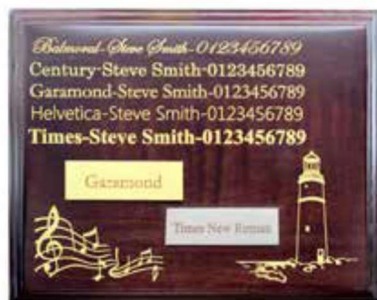 Balmoral-Steve Smith-0123456789
Century-Steve Smith-0123456789
Garamond-Steve Smith-0123456789
Helvetica-Steve Smith-0123456789
Times-Steve Smith-0123456789
Garamond
Times New Roman